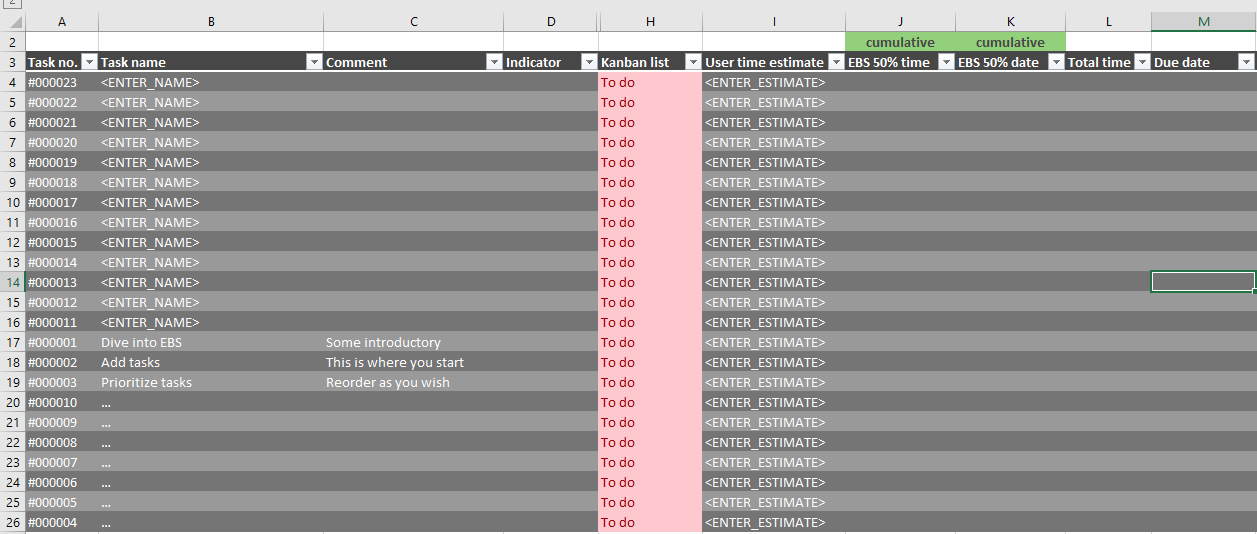 2
A B C D H I J K L M
2 cumulative cumulative
3 Task no. Task name Comment Indicator Kanban list User time estimate EBS 50% time EBS 50% date Total time Due date
4 #000023 <ENTER_NAME> To do <ENTER_ESTIMATE>
5 #000022 <ENTER_NAME> To do <ENTER_ESTIMATE>
6 #000021 <ENTER_NAME> To do <ENTER_ESTIMATE>
7 #000020 <ENTER_NAME> To do <ENTER_ESTIMATE>
8 #000019 <ENTER_NAME> To do <ENTER_ESTIMATE>
9 #000018 <ENTER_NAME> To do <ENTER_ESTIMATE>
10 #000017 <ENTER_NAME> To do <ENTER_ESTIMATE>
11 #000016 <ENTER_NAME> To do <ENTER_ESTIMATE>
12 #000015 <ENTER_NAME> To do <ENTER_ESTIMATE>
13 #000014 <ENTER_NAME> To do <ENTER_ESTIMATE>
14 #000013 <ENTER_NAME> To do <ENTER_ESTIMATE>
15 #000012 <ENTER_NAME> To do <ENTER_ESTIMATE>
16 #000011 <ENTER_NAME> To do <ENTER_ESTIMATE>
17 #000001 Dive into EBS Some introductory To do <ENTER_ESTIMATE>
18 #000002 Add tasks This is where you start To do <ENTER_ESTIMATE>
19 #000003 Prioritize tasks Reorder as you wish To do <ENTER_ESTIMATE>
20 #000010 ... To do <ENTER_ESTIMATE>
21 #000009 ... To do <ENTER_ESTIMATE>
22 #000008 ... To do <ENTER_ESTIMATE>
23 #000007 ... To do <ENTER_ESTIMATE>
24 #000006 ... To do <ENTER_ESTIMATE>
25 #000005 ... To do <ENTER_ESTIMATE>
26 #000004 ... To do <ENTER_ESTIMATE>